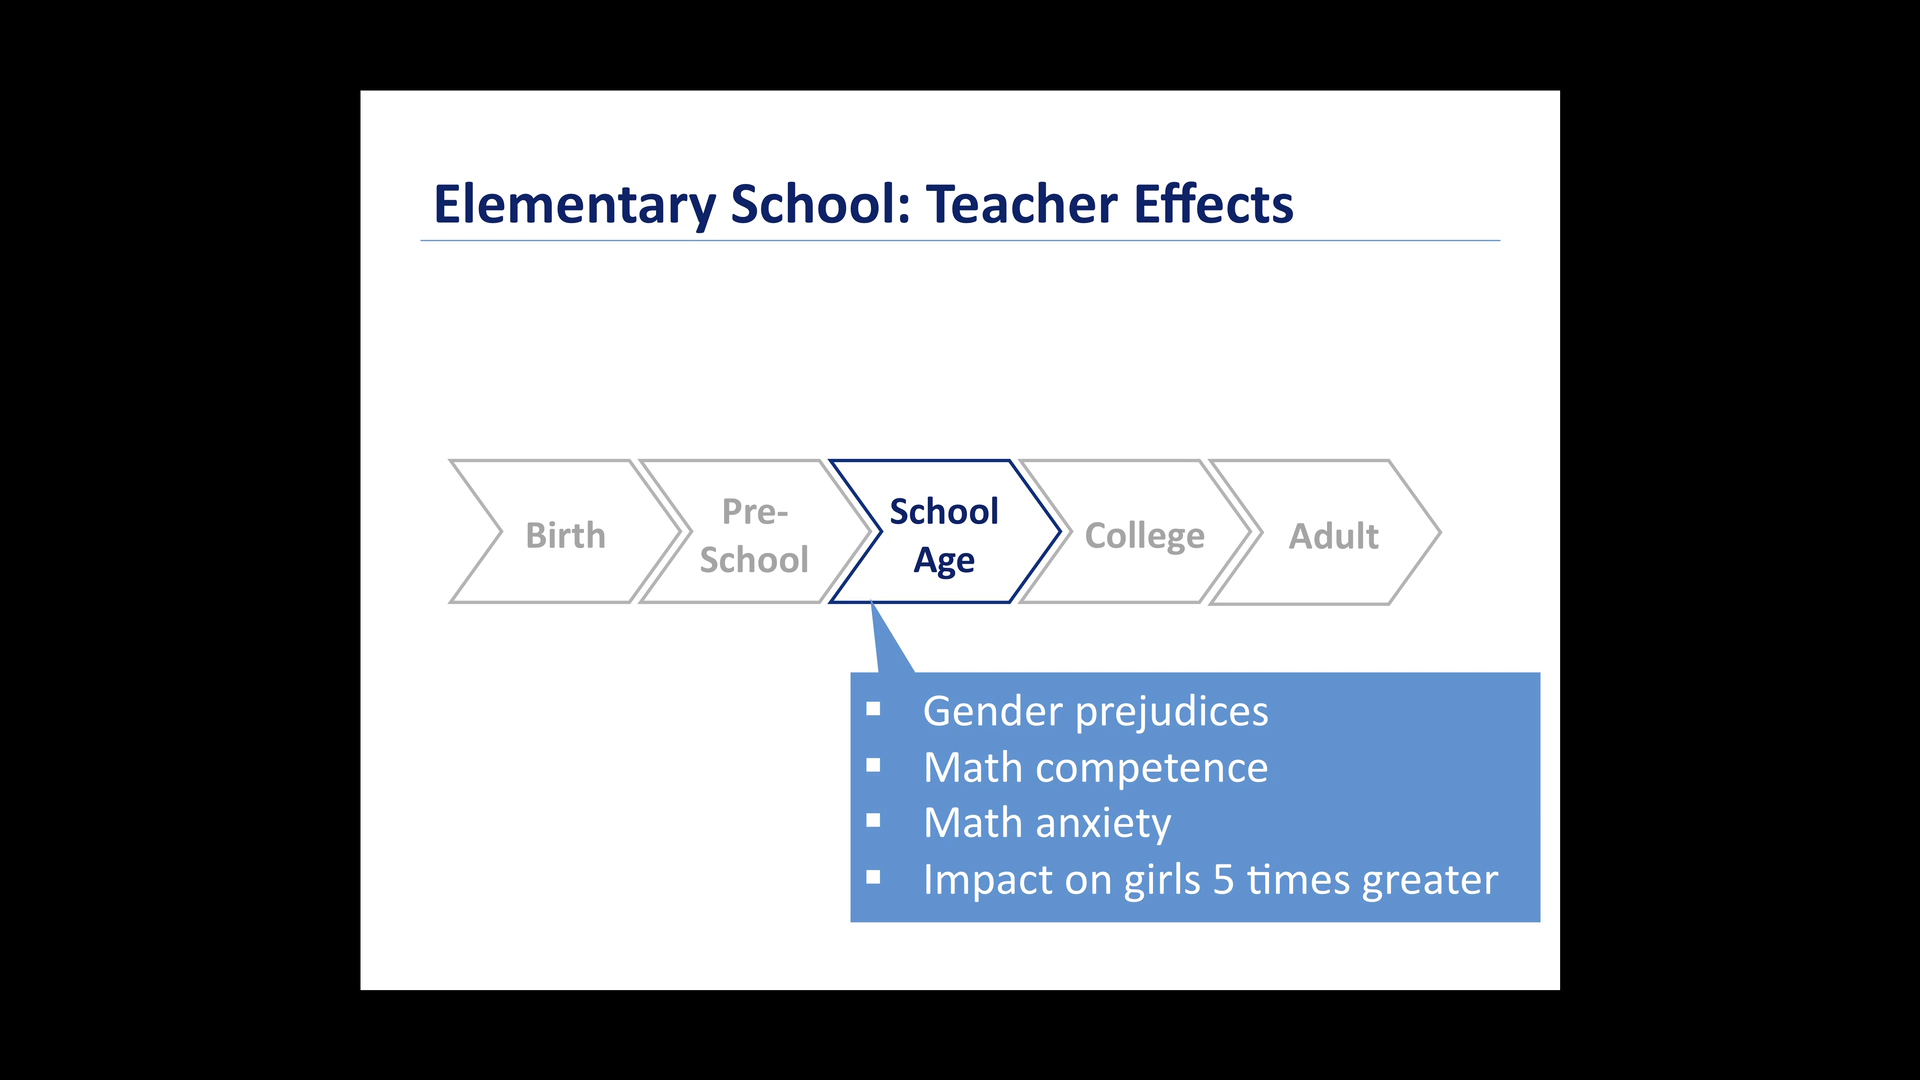 Elementary School: Teacher Effects
Birth
Pre-
School
School
Age
College
Adult
▪ Gender prejudices
▪ Math competence
▪ Math anxiety
▪ Impact on girls 5 times greater